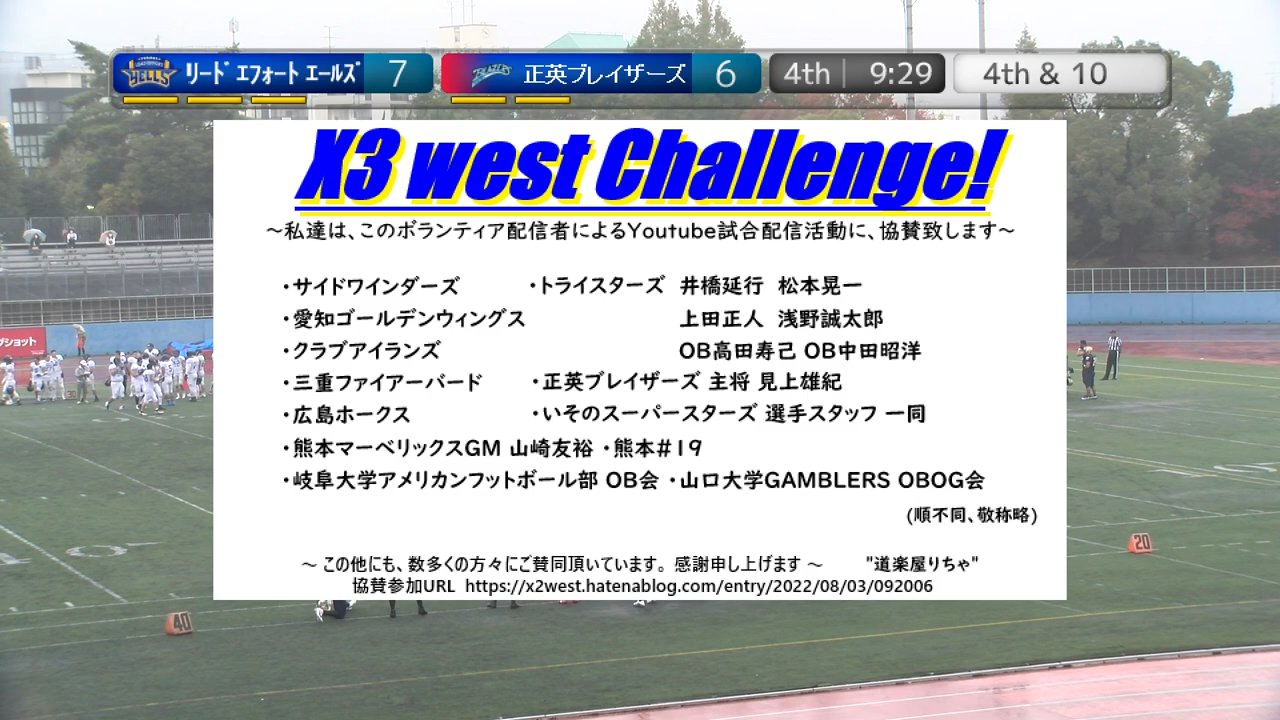 HELLS リード エフォート エールズ 7 BLAZERS 正英ブレイザーズ 6 4th 9:29 4th & 10
X3 west Challenge!
～私達は、このボランティア配信者によるYoutube試合配信活動に、協賛致します～
・サイドワインダーズ ・トライスターズ 井橋延行 松本晃一
・愛知ゴールデンウィングス 上田正人 浅野誠太郎
・クラブアイランズ OB高田寿己 OB中田昭洋
・三重ファイアーバード ・正英ブレイザーズ 主将 見上雄紀
・広島ホークス ・いそのスーパースターズ 選手スタッフ 一同
・熊本マーベリックスGM 山崎友裕 ・熊本#19
・岐阜大学アメリカンフットボール部 OB会 ・山口大学GAMBLERS OBOG会
(順不同、敬称略)
～ この他にも、数多くの方々にご賛同頂いています。感謝申し上げます ～ "道楽屋りちゃ"
協賛参加URL https://x2west.hatenablog.com/entry/2022/08/03/092006
ショット
20
40